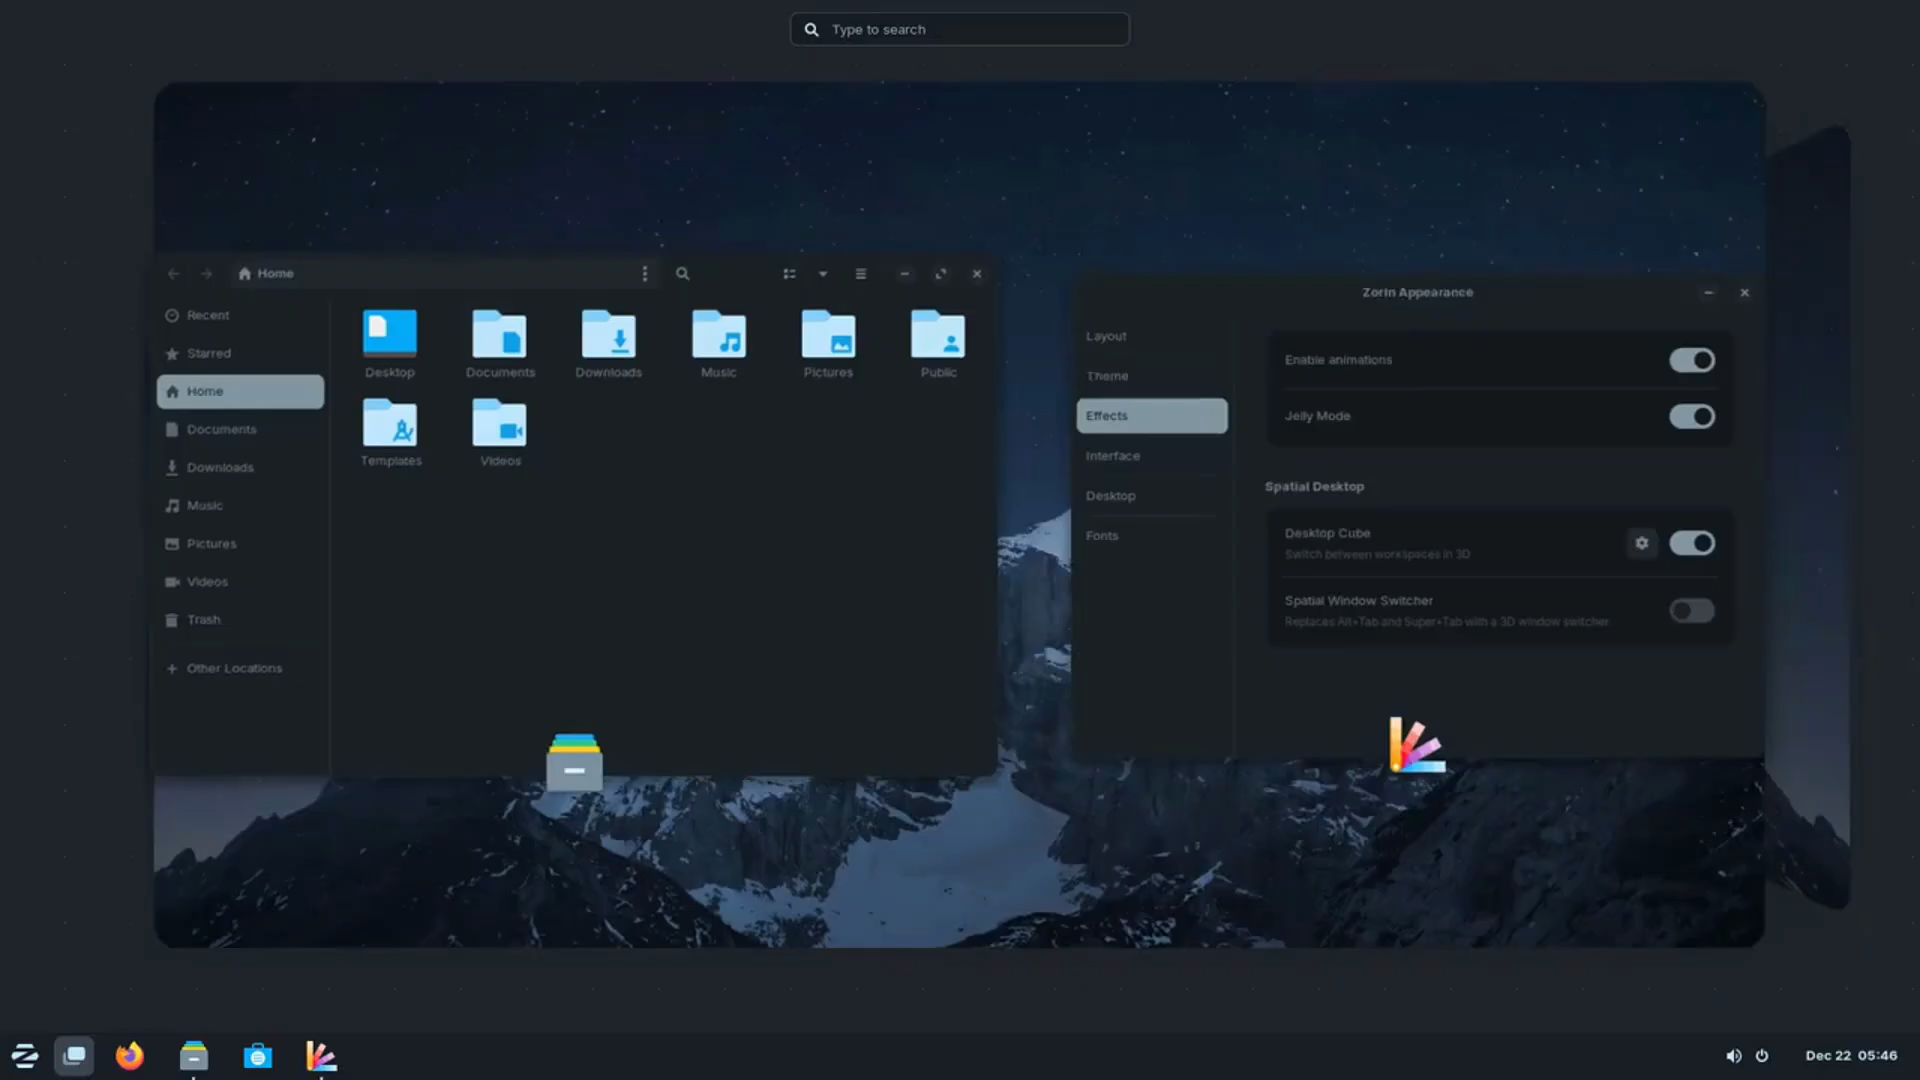 Type to search
Home
Recent
Starred
Home
Documents
Downloads
Music
Pictures
Videos
Trash
Other Locations
Desktop
Documents
Downloads
Music
Pictures
Public
Templates
Videos
Zorin Appearance
Layout
Theme
Effects
Interface
Desktop
Fonts
Enable animations
Jelly Mode
Spatial Desktop
Desktop Cube
Switch between workspaces in 3D
Spatial Window Switcher
Replaces Alt+Tab and Super+Tab with a 3D window switcher
Dec 22 05:46